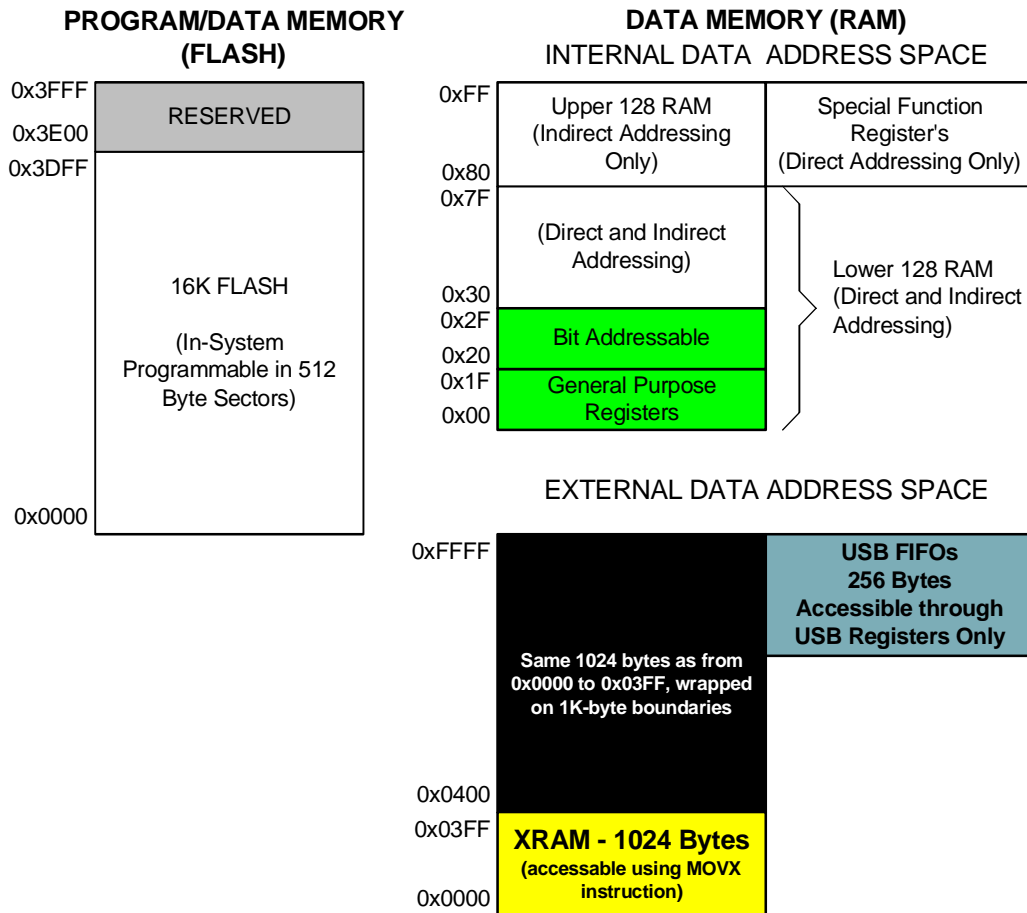 PROGRAM/DATA MEMORY
(FLASH)
0x3FFF
RESERVED
0x3E00
0x3DFF
16K FLASH
(In-System
Programmable in 512
Byte Sectors)
0x0000
DATA MEMORY (RAM)
INTERNAL DATA ADDRESS SPACE
0xFF
Upper 128 RAM
(Indirect Addressing
Only)
0x80
Special Function
Register's
(Direct Addressing Only)
0x7F
(Direct and Indirect
Addressing)
0x30
0x2F
Bit Addressable
0x20
0x1F
General Purpose
Registers
0x00
Lower 128 RAM
(Direct and Indirect
Addressing)
EXTERNAL DATA ADDRESS SPACE
0xFFFF
Same 1024 bytes as from
0x0000 to 0x03FF, wrapped
on 1K-byte boundaries
0x0400
USB FIFOs
256 Bytes
Accessible through
USB Registers Only
0x03FF
XRAM - 1024 Bytes
(accessable using MOVX
instruction)
0x0000